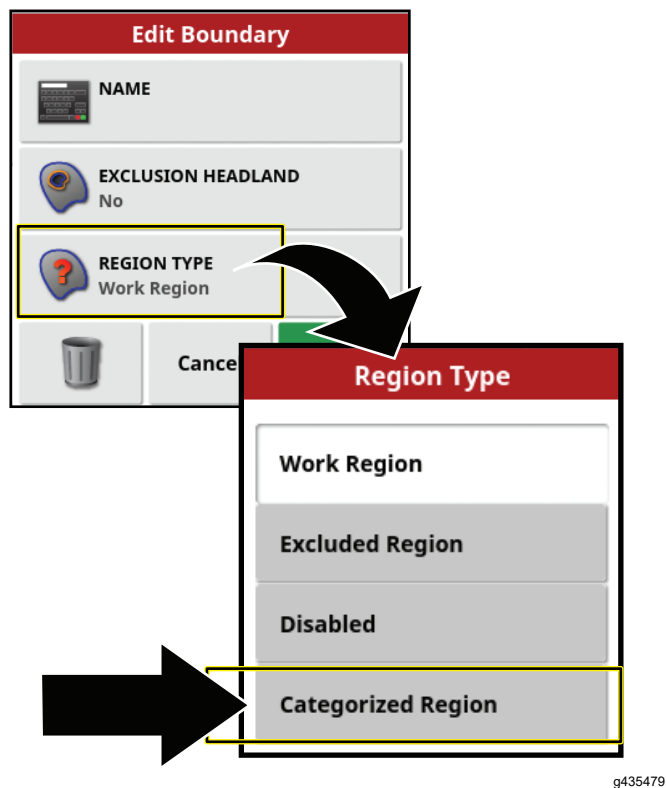 Edit Boundary
NAME
EXCLUSION HEADLAND
No
REGION TYPE
Work Region
Cance
Region Type
Work Region
Excluded Region
Disabled
Categorized Region
g435479